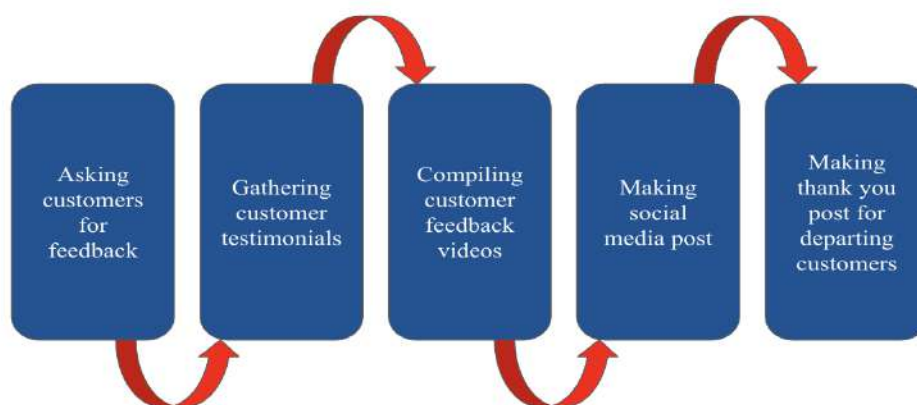 Asking
customers
for
feedback
Gathering
customer
testimonials
Compiling
customer
feedback
videos
Making
social
media post
Making
thank you
post for
departing
customers